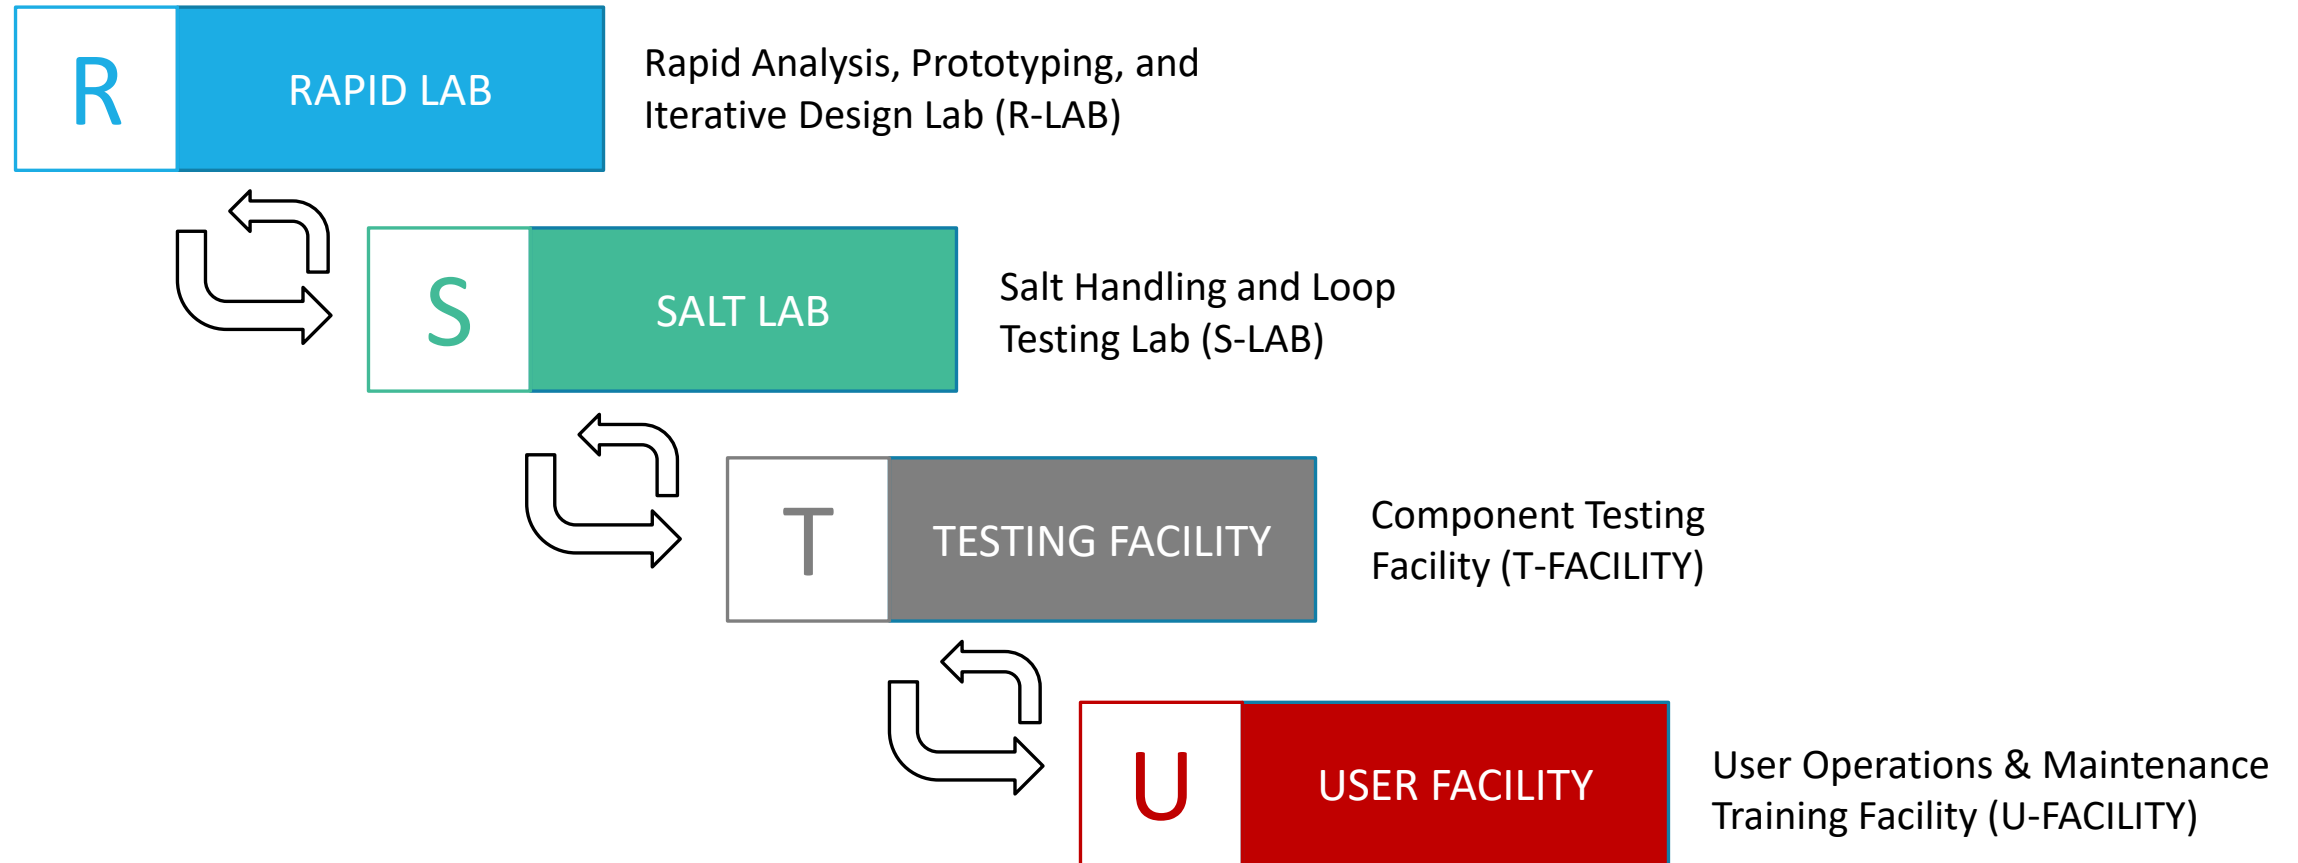 R
RAPID LAB
Rapid Analysis, Prototyping, and
Iterative Design Lab (R-LAB)
S
SALT LAB
Salt Handling and Loop
Testing Lab (S-LAB)
T
TESTING FACILITY
Component Testing
Facility (T-FACILITY)
U
USER FACILITY
User Operations & Maintenance
Training Facility (U-FACILITY)